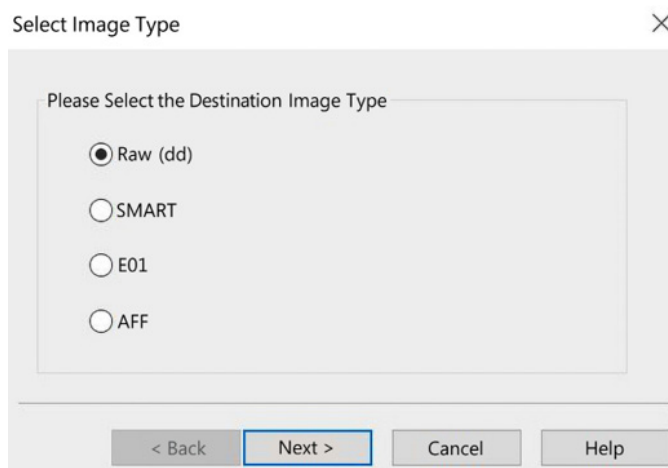 Select Image Type
Please Select the Destination Image Type
Raw (dd)
SMART
E01
AFF
< Back Next > Cancel Help